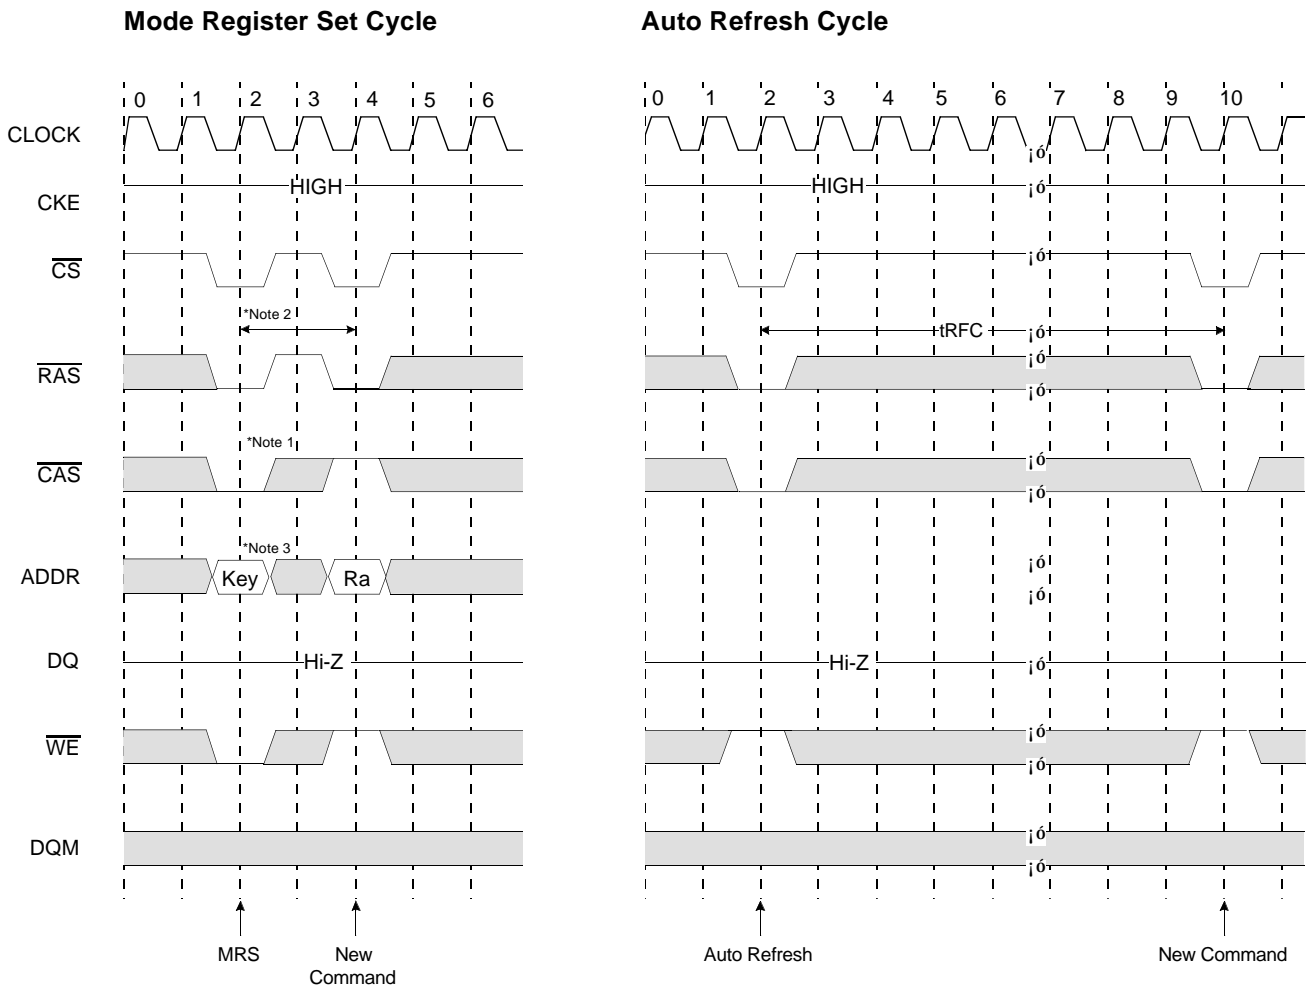 Mode Register Set Cycle
Auto Refresh Cycle
0 1 2 3 4 5 6
0 1 2 3 4 5 6 7 8 9 10
CLOCK
¡ó
CKE
HIGH
HIGH
¡ó
CS
¡ó
*Note 2
tRFC
¡ó
RAS
¡ó
¡ó
*Note 1
CAS
¡ó
¡ó
*Note 3
ADDR
Key
Ra
¡ó
¡ó
DQ
Hi-Z
Hi-Z
¡ó
WE
¡ó
¡ó
DQM
¡ó
¡ó
MRS
New
Command
Auto Refresh
New Command